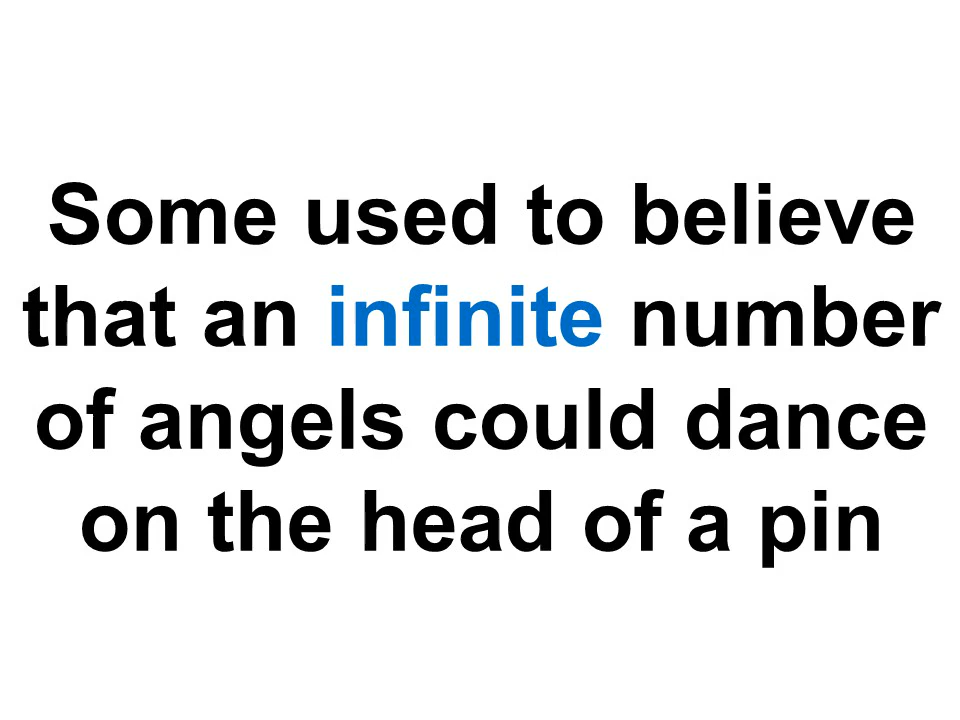 Some used to believe
that an infinite number
of angels could dance
on the head of a pin